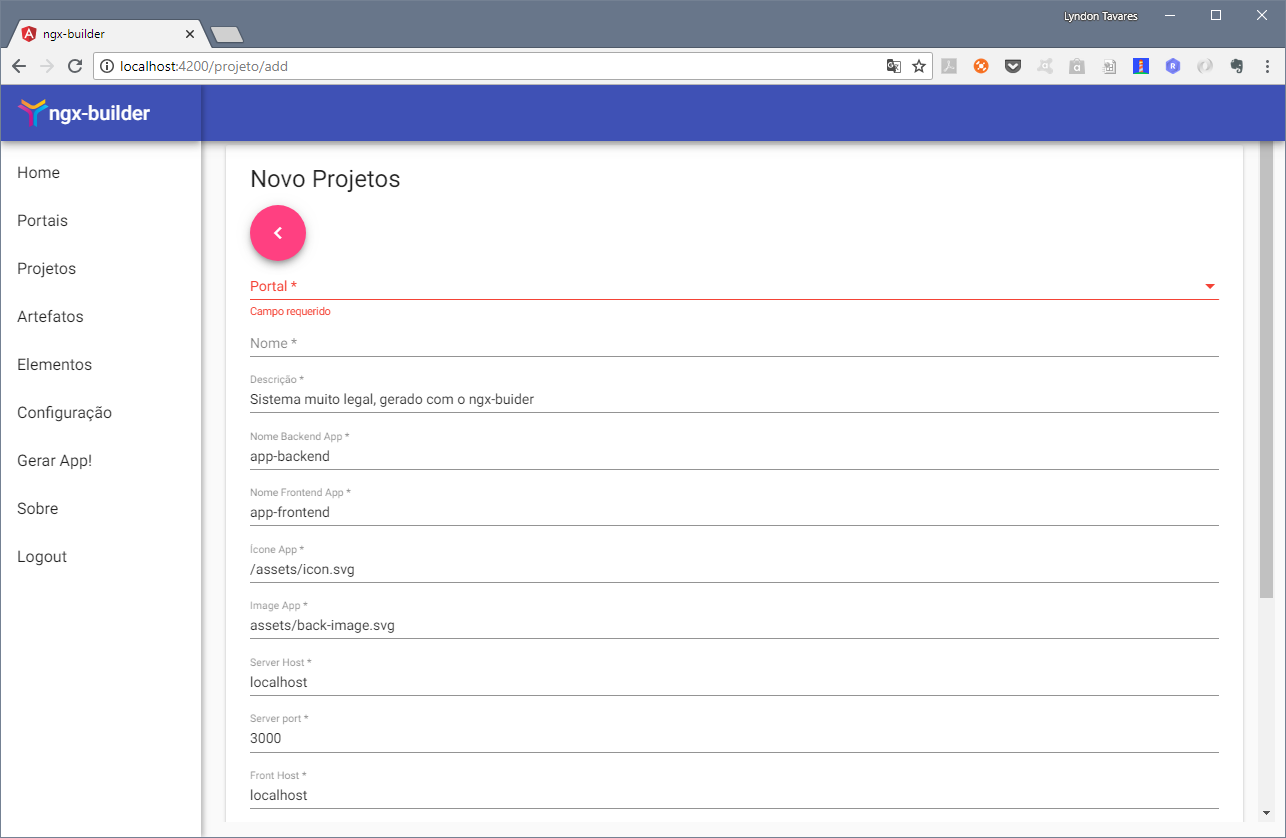 Lyndon Tavares
ngx-builder
localhost:4200/projeto/add
ngx-builder
Home
Portais
Projetos
Artefatos
Elementos
Configuração
Gerar App!
Sobre
Logout
Novo Projetos
Portal *
Campo requerido
Nome *
Descrição *
Sistema muito legal, gerado com o ngx-buider
Nome Backend App *
app-backend
Nome Frontend App *
app-frontend
Ícone App *
/assets/icon.svg
Image App *
assets/back-image.svg
Server Host *
localhost
Server port *
3000
Front Host *
localhost